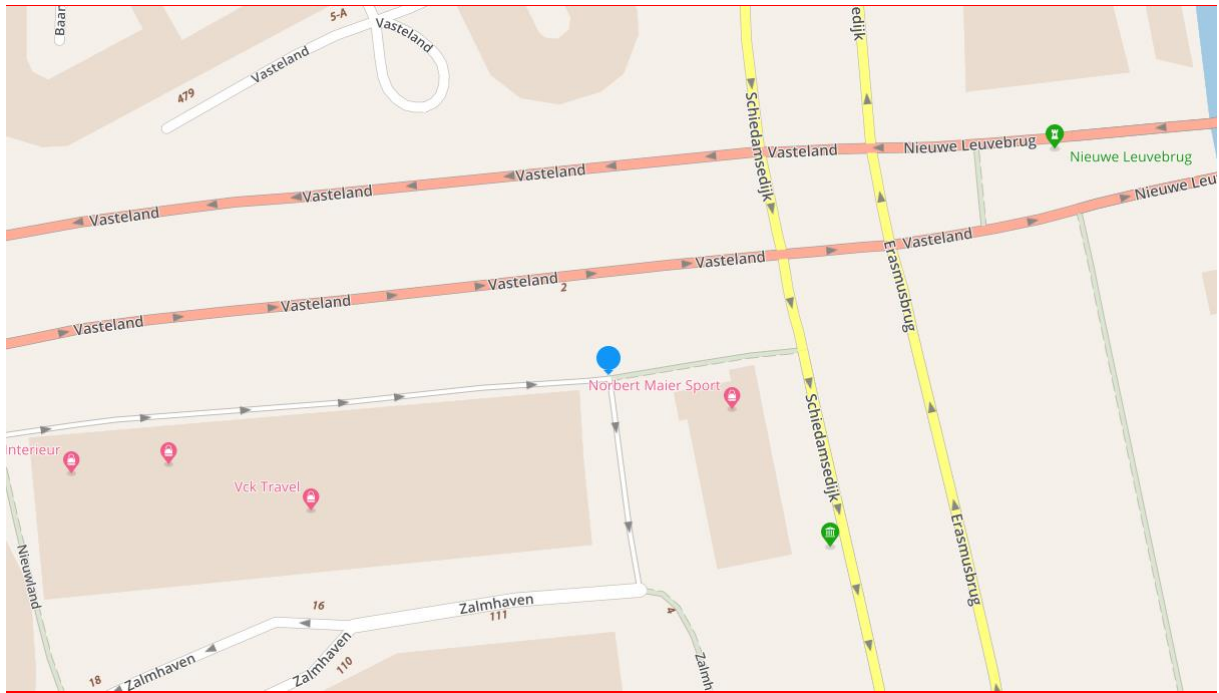 Baar
5-A
Vasteland
Vasteland
479
Schiedamsedijk
edijk
Vasteland
Nieuwe Leuvebrug
Nieuwe Leuvebrug
Vasteland
Vasteland
Vasteland
Nieuwe Leu
Vasteland
Vasteland
Erasmusbrug
Vasteland
2
Vasteland
Vasteland
Norbert Maier Sport
Schiedamsedijk
Interieur
Vck Travel
Erasmusbrug
Nieuwland
Zalmhaven
16
111
4
Zalmh
Zalmhaven
110
18
Zalmhaven